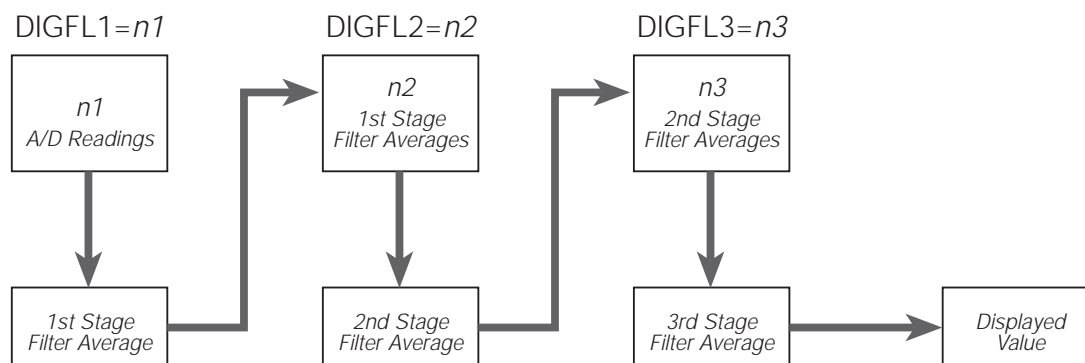 DIGFL1=n1
DIGFL2=n2
DIGFL3=n3
n1
A/D Readings
n2
1st Stage
Filter Averages
n3
2nd Stage
Filter Averages
1st Stage
Filter Average
2nd Stage
Filter Average
3rd Stage
Filter Average
Displayed
Value